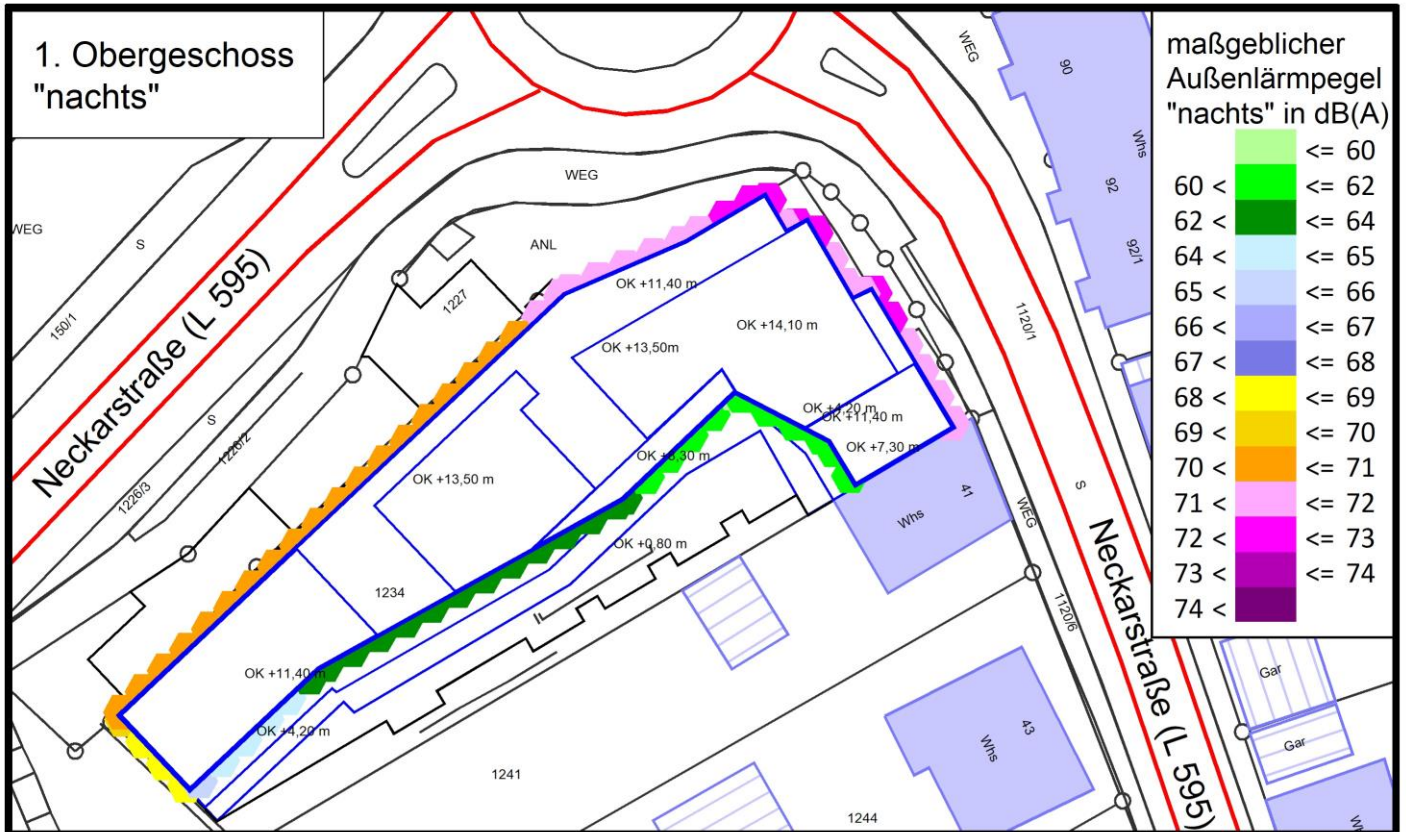 1. Obergeschoss
"nachts"
maßgeblicher
Außenlärmpegel
"nachts" in dB(A)
<= 60
60 < <= 62
62 < <= 64
64 < <= 65
65 < <= 66
66 < <= 67
67 < <= 68
68 < <= 69
69 < <= 70
70 < <= 71
71 < <= 72
72 < <= 73
73 < <= 74
74 <
WEG
90
Whs
92
92/1
WEG
WEG
S
ANL
150/1
Neckarstraße (L 595)
1227
OK +11,40 m
OK +14,10 m
OK +13,50m
1120/1
S
1226/2
1226/3
OK +4,20 m
OK +11,40 m
OK +7,30 m
OK +8,30 m
OK +13,50 m
41
Whs
WEG
S
OK +0,80 m
1234
Neckarstraße (L 595)
1120/6
OK +11,40 m
OK +4,20 m
43
Whs
1241
1244
Gar
Gar